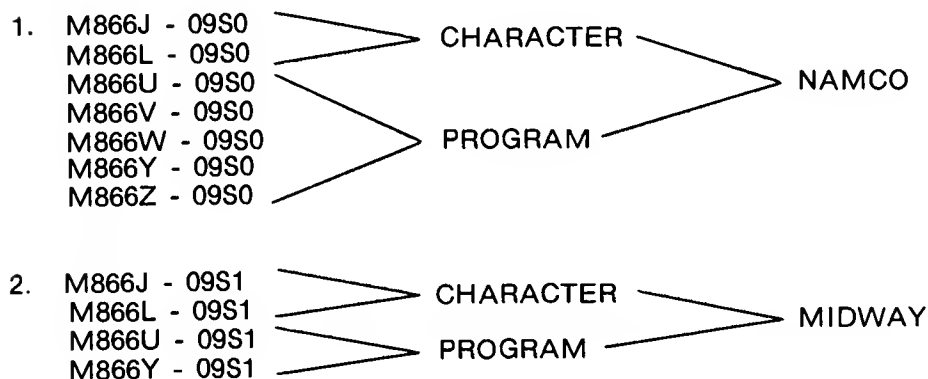 1. M866J - 09S0
M866L - 09S0
CHARACTER
M866U - 09S0
M866V - 09S0
M866W - 09S0
M866Y - 09S0
M866Z - 09S0
PROGRAM
NAMCO
2. M866J - 09S1
M866L - 09S1
CHARACTER
M866U - 09S1
M866Y - 09S1
PROGRAM
MIDWAY